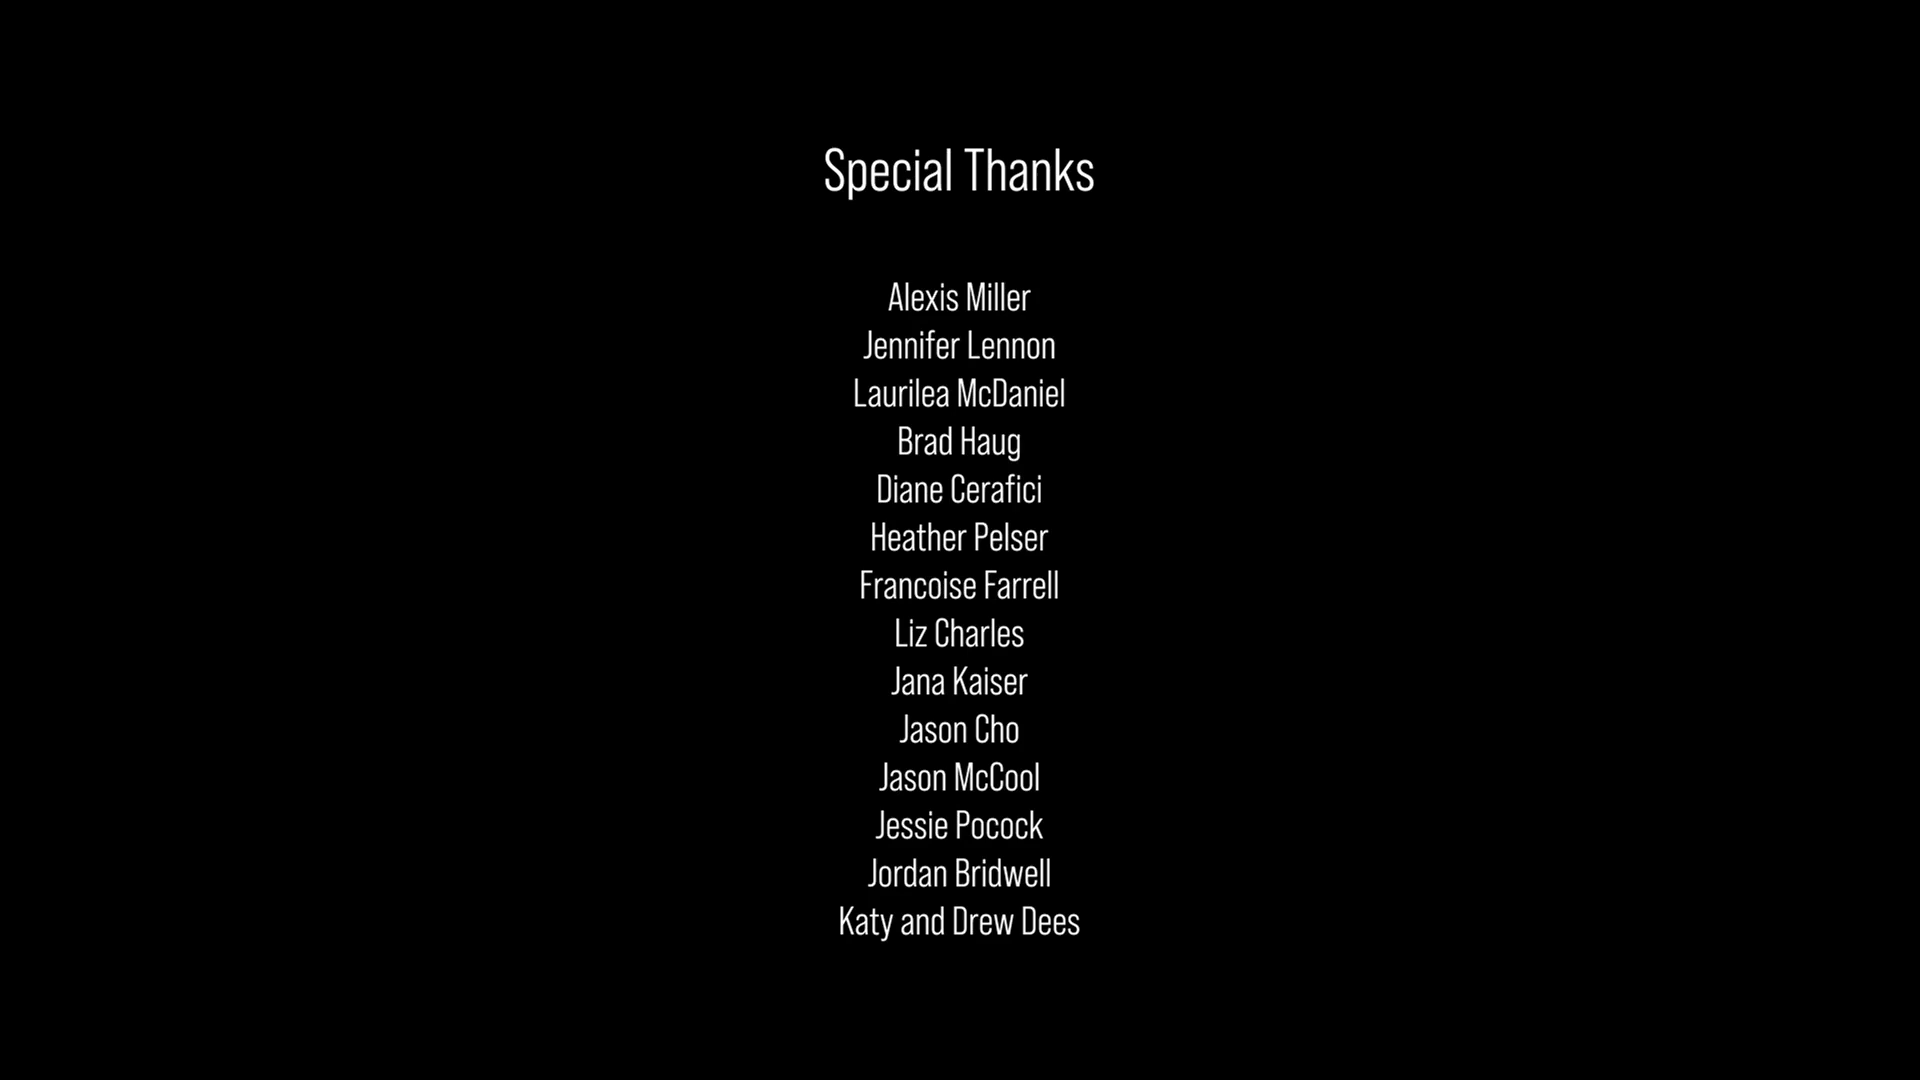 Special Thanks
Alexis Miller
Jennifer Lennon
Laurilea McDaniel
Brad Haug
Diane Cerafici
Heather Pelser
Francoise Farrell
Liz Charles
Jana Kaiser
Jason Cho
Jason McCool
Jessie Pocock
Jordan Bridwell
Katy and Drew Dees